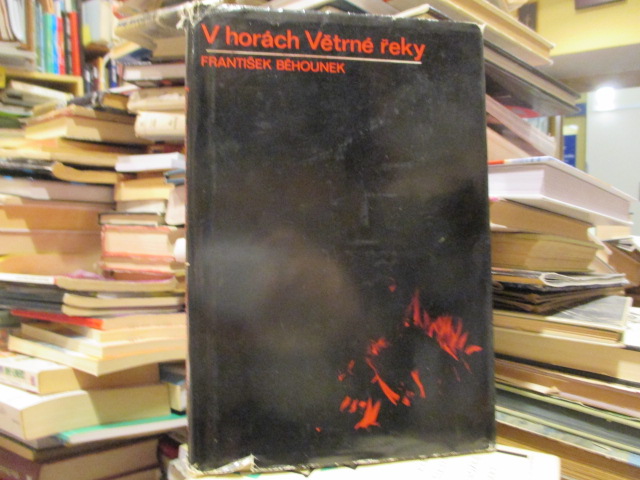 V horách Větrné řeky
FRANTIŠEK BĚHOUNEK